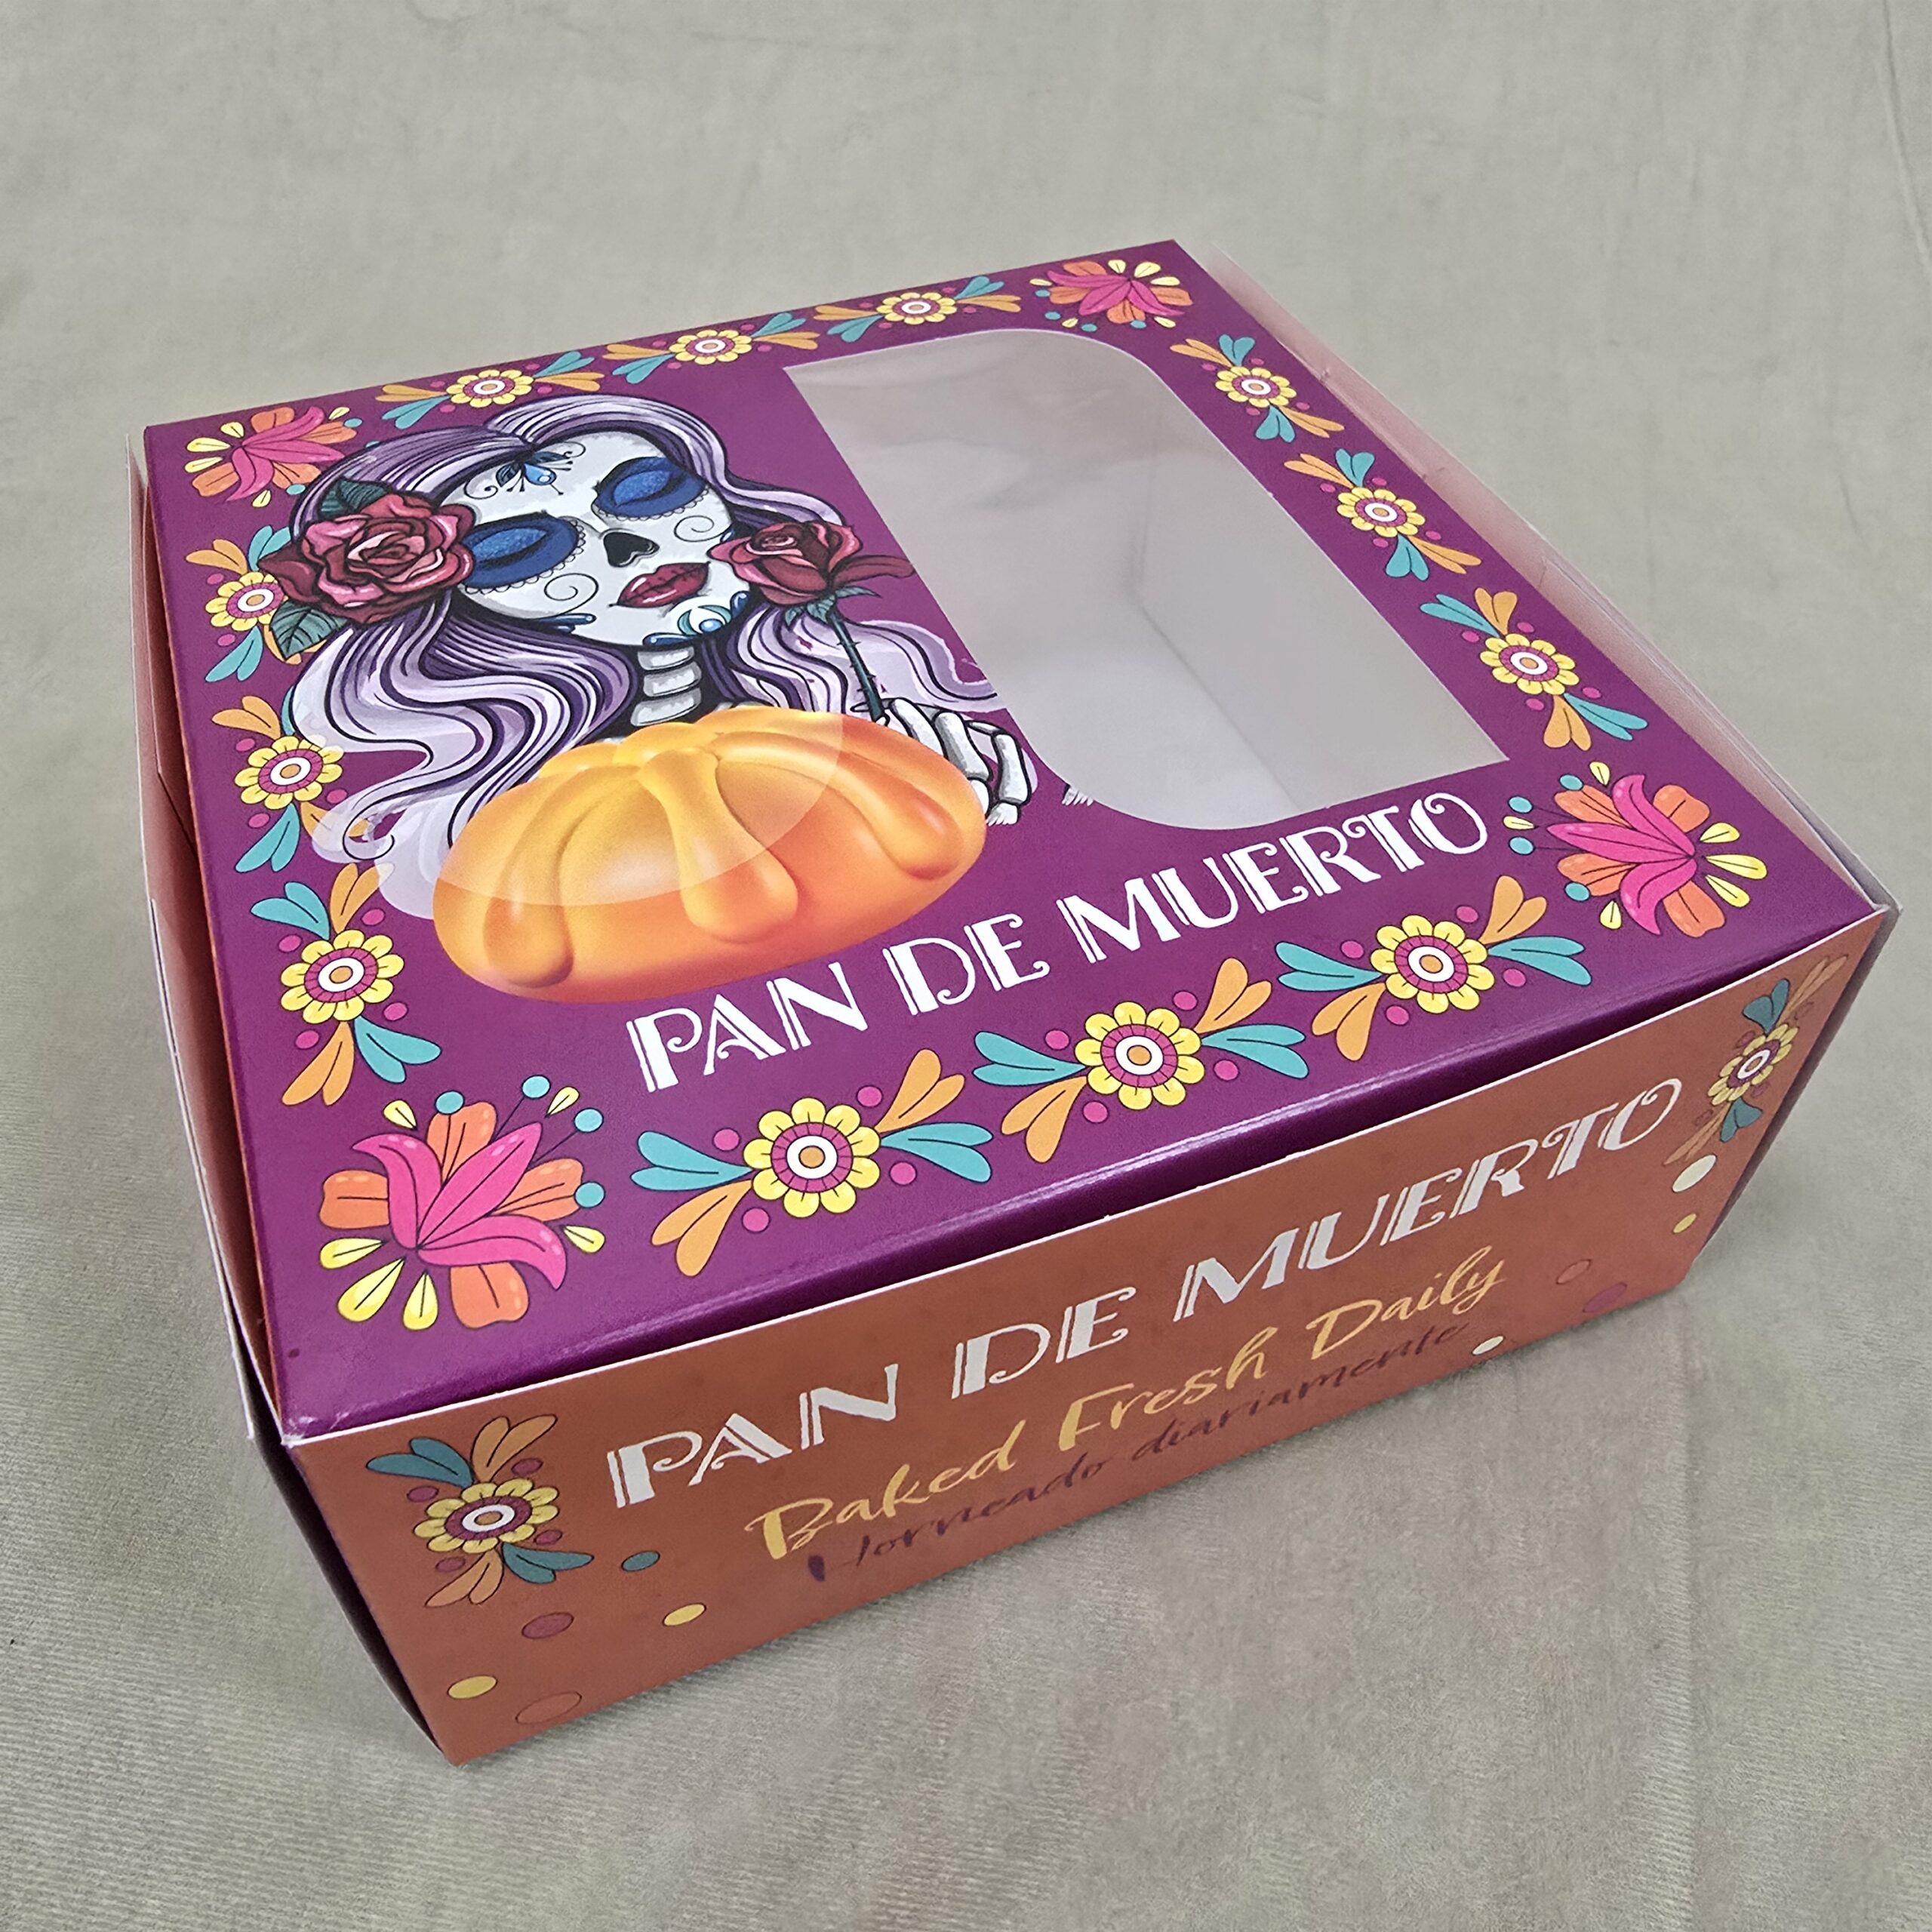 PAN DE MUERTO
PAN DE MUERTO
Baked Fresh Daily
Horneado diariamente